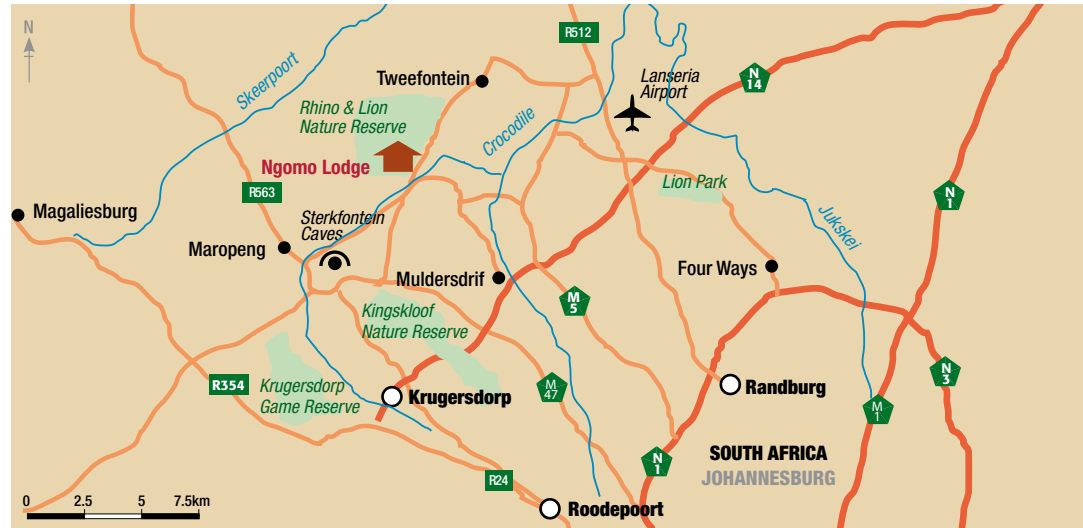 N
R512
Skeerpoort
Tweefontein
Lanseria
Airport
N
14
Rhino & Lion
Nature Reserve
Crocodile
Ngomo Lodge
Lion Park
R563
N
1
Magaliesburg
Sterkfontein
Caves
Jukskei
Maropeng
Muldersdrif
Four Ways
M
5
Kingskloof
Nature Reserve
R354
Krugersdorp
Game Reserve
Krugersdorp
M
47
Randburg
N
3
M
1
SOUTH AFRICA
JOHANNESBURG
N
1
R24
Roodepoort
0 2.5 5 7.5km